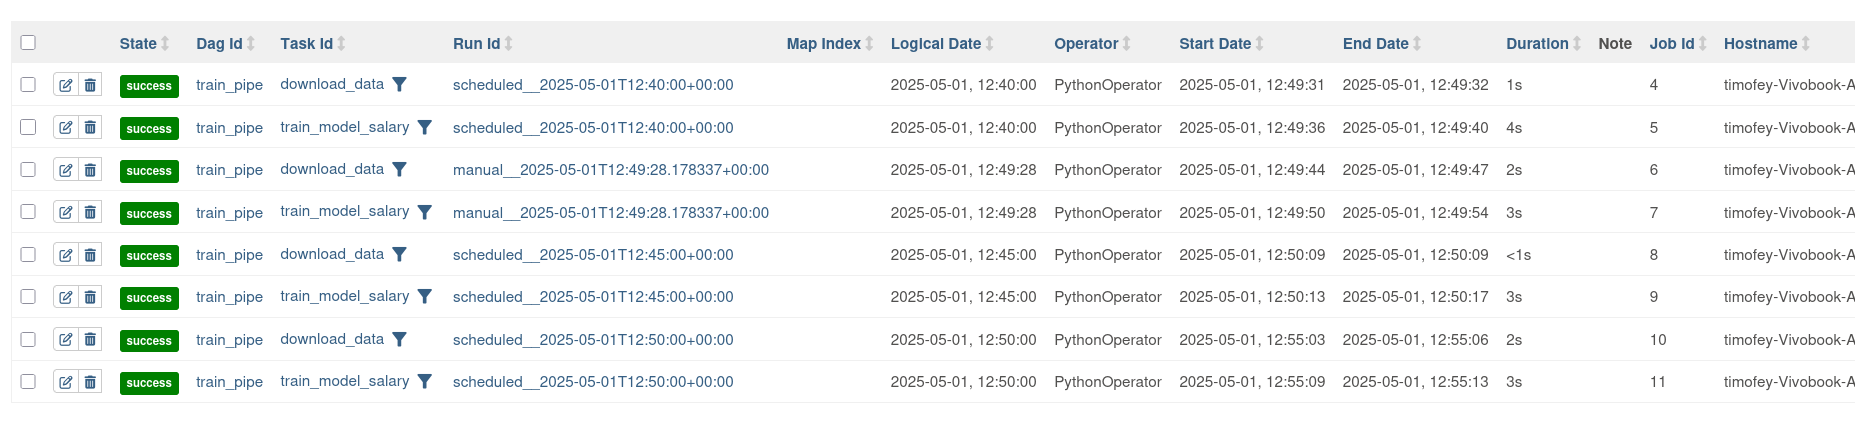 State Dag Id Task Id Run Id Map Index Logical Date Operator Start Date End Date Duration Note Job Id Hostname
success train_pipe download_data scheduled__2025-05-01T12:40:00+00:00 2025-05-01, 12:40:00 PythonOperator 2025-05-01, 12:49:31 2025-05-01, 12:49:32 1s 4 timofey-Vivobook-A
success train_pipe train_model_salary scheduled__2025-05-01T12:40:00+00:00 2025-05-01, 12:40:00 PythonOperator 2025-05-01, 12:49:36 2025-05-01, 12:49:40 4s 5 timofey-Vivobook-A
success train_pipe download_data manual__2025-05-01T12:49:28.178337+00:00 2025-05-01, 12:49:28 PythonOperator 2025-05-01, 12:49:44 2025-05-01, 12:49:47 2s 6 timofey-Vivobook-A
success train_pipe train_model_salary manual__2025-05-01T12:49:28.178337+00:00 2025-05-01, 12:49:28 PythonOperator 2025-05-01, 12:49:50 2025-05-01, 12:49:54 3s 7 timofey-Vivobook-A
success train_pipe download_data scheduled__2025-05-01T12:45:00+00:00 2025-05-01, 12:45:00 PythonOperator 2025-05-01, 12:50:09 2025-05-01, 12:50:09 <1s 8 timofey-Vivobook-A
success train_pipe train_model_salary scheduled__2025-05-01T12:45:00+00:00 2025-05-01, 12:45:00 PythonOperator 2025-05-01, 12:50:13 2025-05-01, 12:50:17 3s 9 timofey-Vivobook-A
success train_pipe download_data scheduled__2025-05-01T12:50:00+00:00 2025-05-01, 12:50:00 PythonOperator 2025-05-01, 12:55:03 2025-05-01, 12:55:06 2s 10 timofey-Vivobook-A
success train_pipe train_model_salary scheduled__2025-05-01T12:50:00+00:00 2025-05-01, 12:50:00 PythonOperator 2025-05-01, 12:55:09 2025-05-01, 12:55:13 3s 11 timofey-Vivobook-A